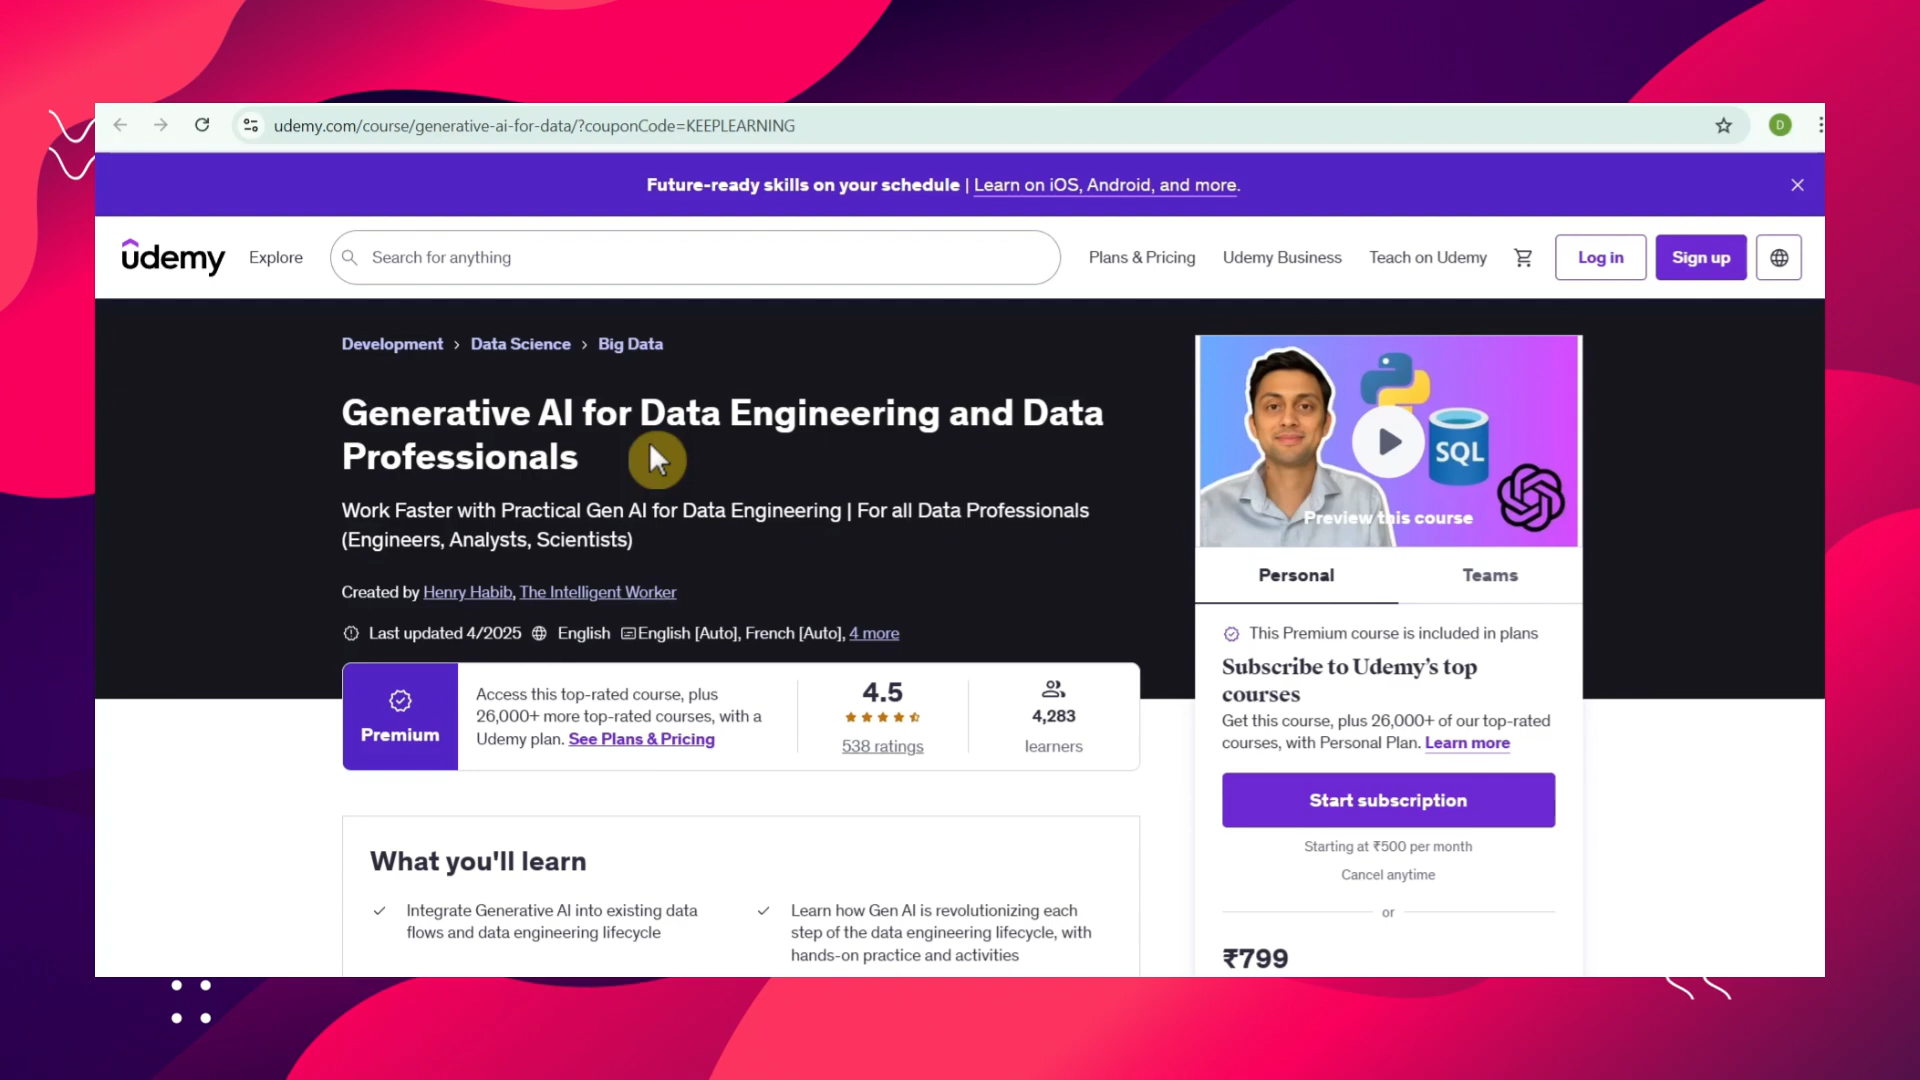 udemy.com/course/generative-ai-for-data/?couponCode=KEEPLEARNING
D
Future-ready skills on your schedule | Learn on iOS, Android, and more.
udemy
Explore
Search for anything
Plans & Pricing
Udemy Business
Teach on Udemy
Log in
Sign up
Development > Data Science > Big Data
Generative AI for Data Engineering and Data
Professionals
Work Faster with Practical Gen AI for Data Engineering | For all Data Professionals
(Engineers, Analysts, Scientists)
Created by Henry Habib, The Intelligent Worker
Last updated 4/2025 English English [Auto], French [Auto], 4 more
Premium
Access this top-rated course, plus
26,000+ more top-rated courses, with a
Udemy plan. See Plans & Pricing
4.5
538 ratings
4,283
learners
What you'll learn
Integrate Generative AI into existing data
flows and data engineering lifecycle
Learn how Gen AI is revolutionizing each
step of the data engineering lifecycle, with
hands-on practice and activities
SQL
Preview this course
Personal
Teams
This Premium course is included in plans
Subscribe to Udemy's top
courses
Get this course, plus 26,000+ of our top-rated
courses, with Personal Plan. Learn more
Start subscription
Starting at ₹500 per month
Cancel anytime
or
₹799